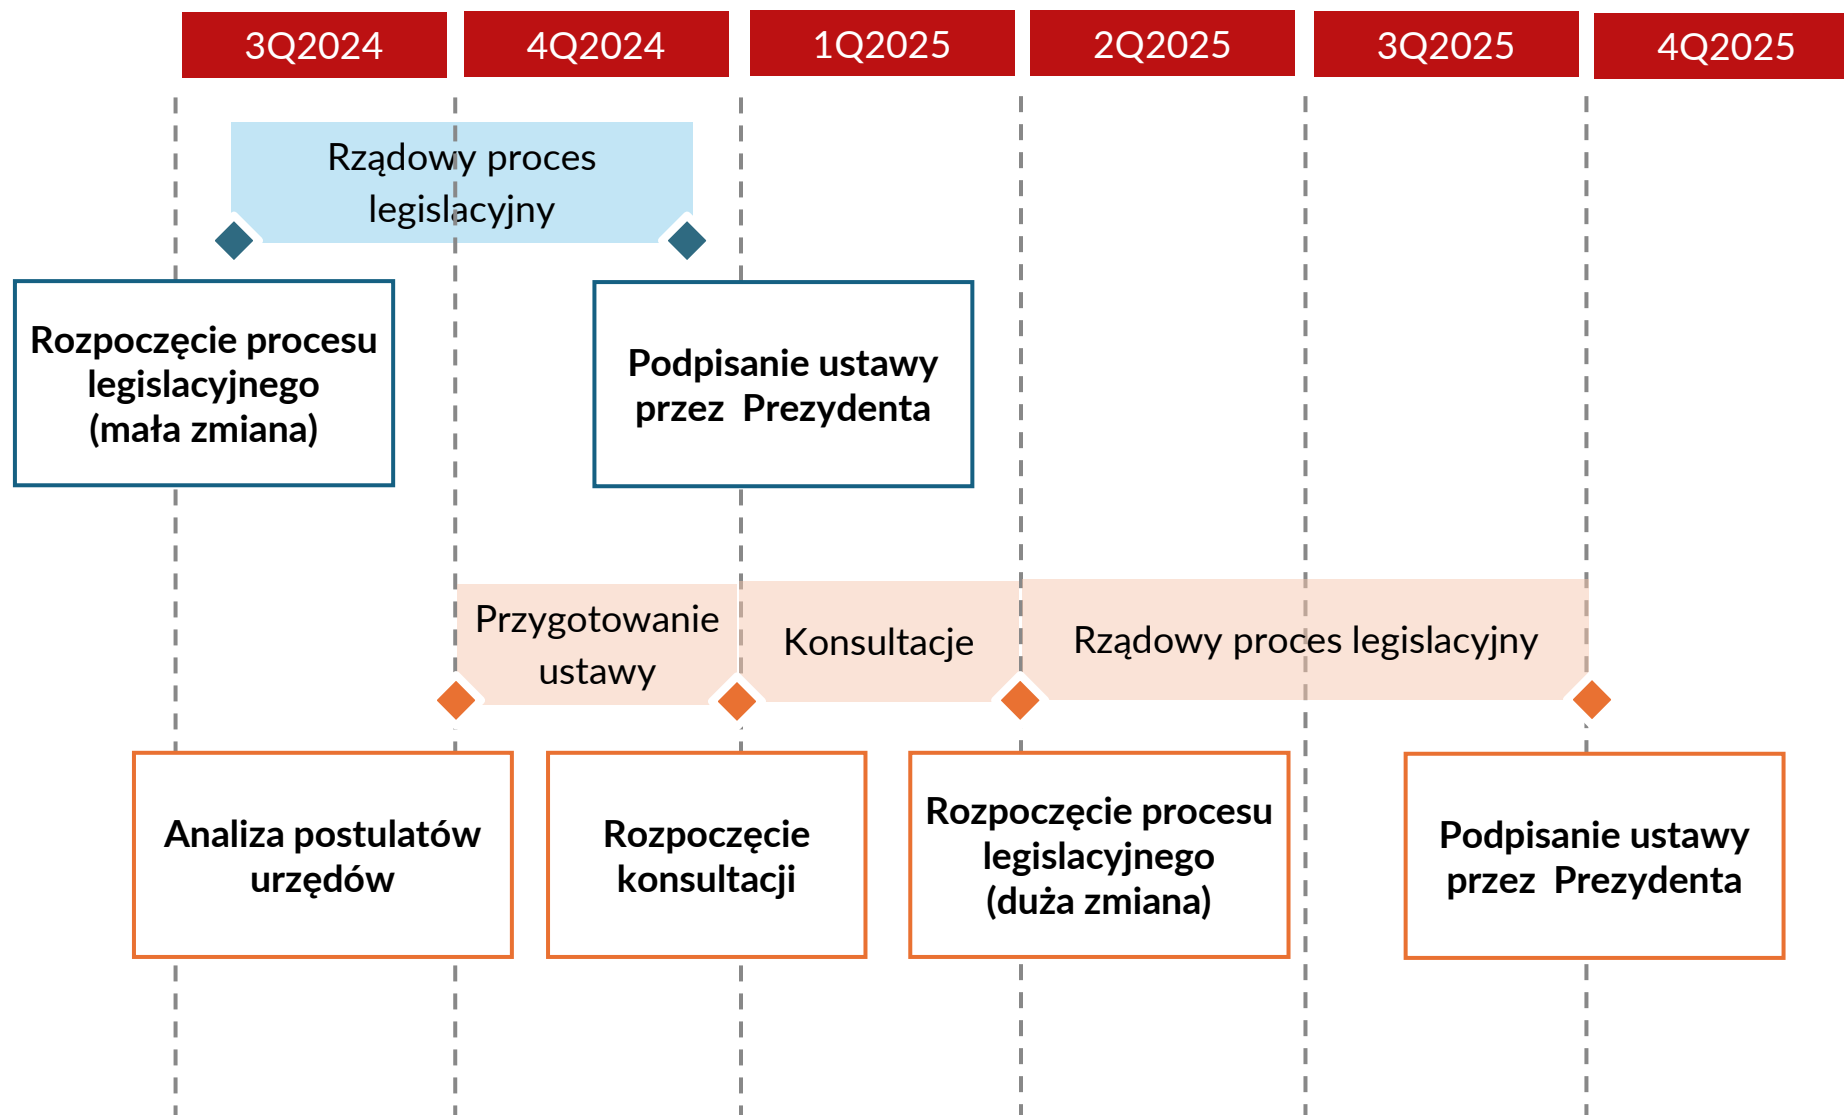 3Q2024
4Q2024
1Q2025
2Q2025
3Q2025
4Q2025
Rządowy proces
legislacyjny
Rozpoczęcie procesu
legislacyjnego
(mała zmiana)
Podpisanie ustawy
przez  Prezydenta
Przygotowanie
ustawy
Konsultacje
Rządowy proces legislacyjny
Analiza postulatów
urzędów
Rozpoczęcie
konsultacji
Rozpoczęcie procesu
legislacyjnego
(duża zmiana)
Podpisanie ustawy
przez  Prezydenta